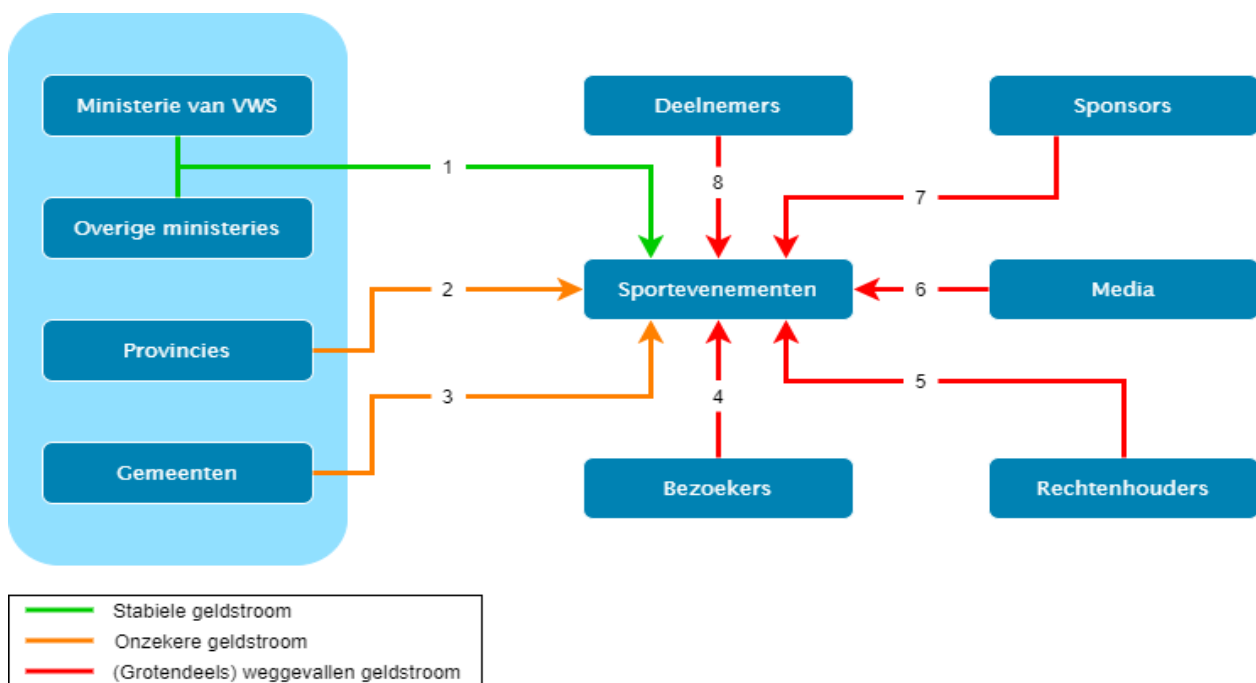 Ministerie van VWS
Deelnemers
Sponsors
1
8
7
Overige ministeries
2
Sportevenementen
6
Media
Provincies
3
4
5
Gemeenten
Bezoekers
Rechtenhouders
Stabiele geldstroom
Onzekere geldstroom
(Grotendeels) weggevallen geldstroom